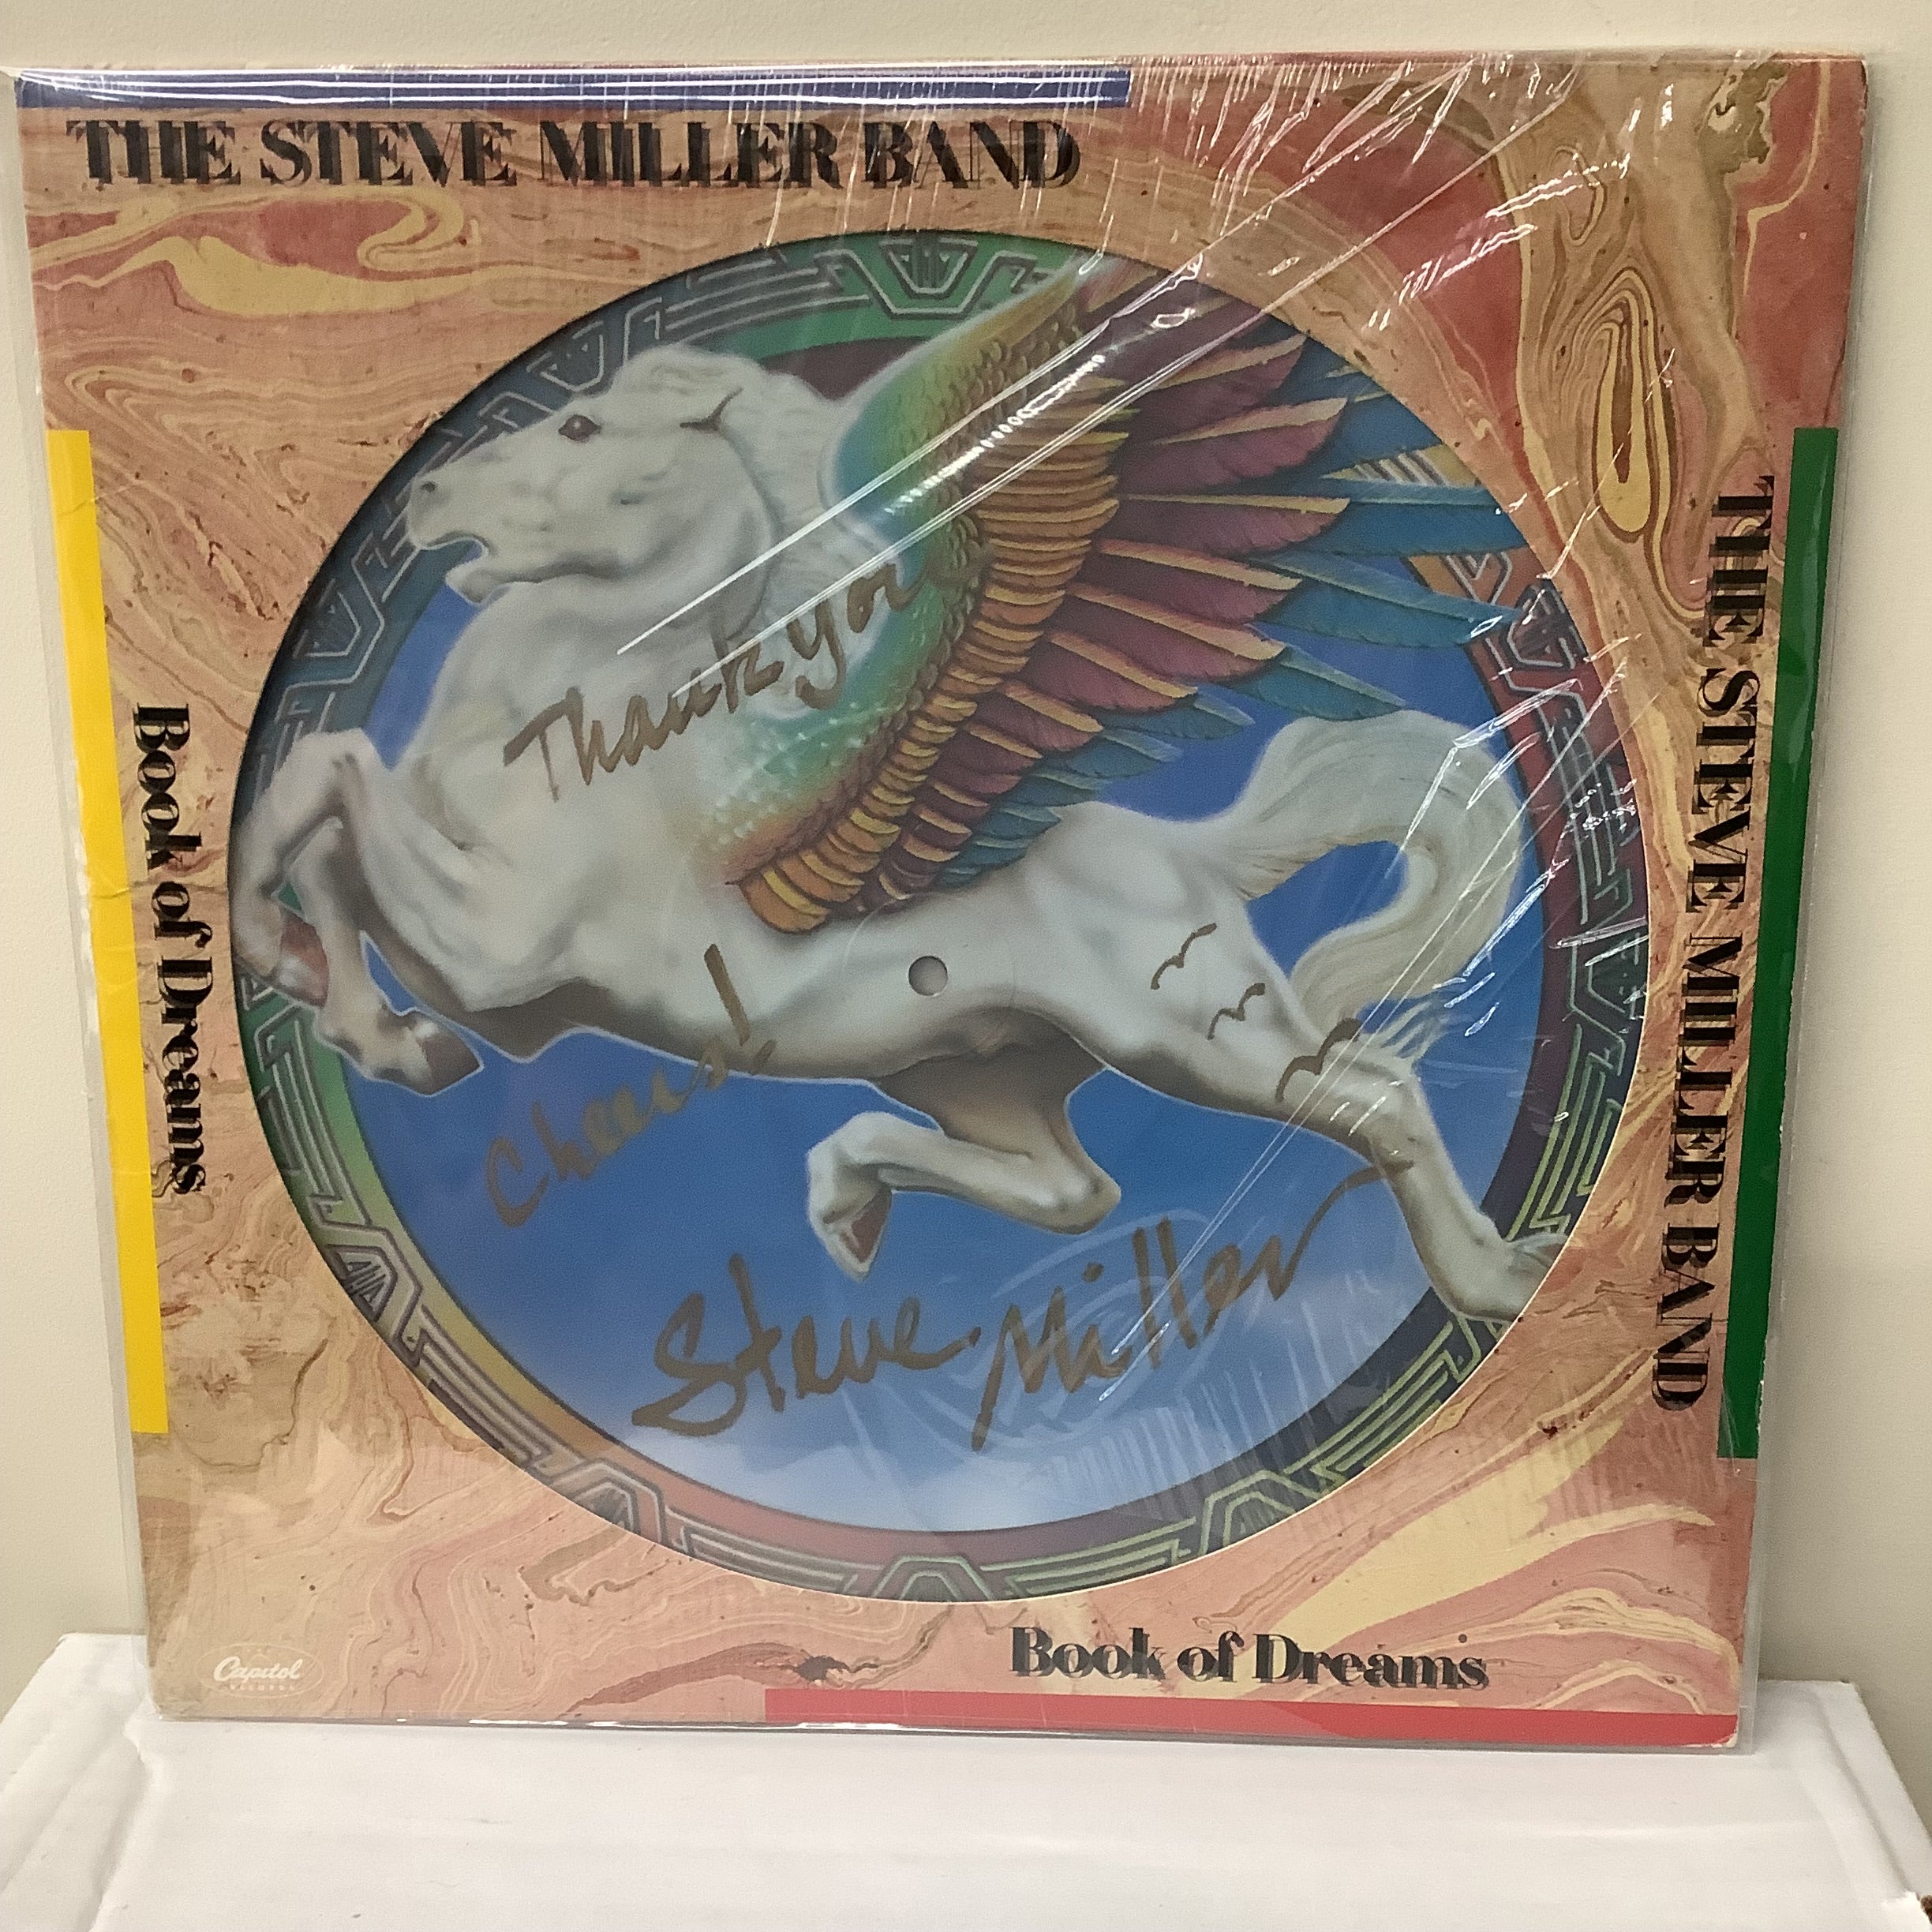 THE STEVE MILLER BAND
Thank you
Cheers!
Steve Miller
Book of Dreams
THE STEVE MILLER BAND
Book of Dreams
Capitol
RECORDS